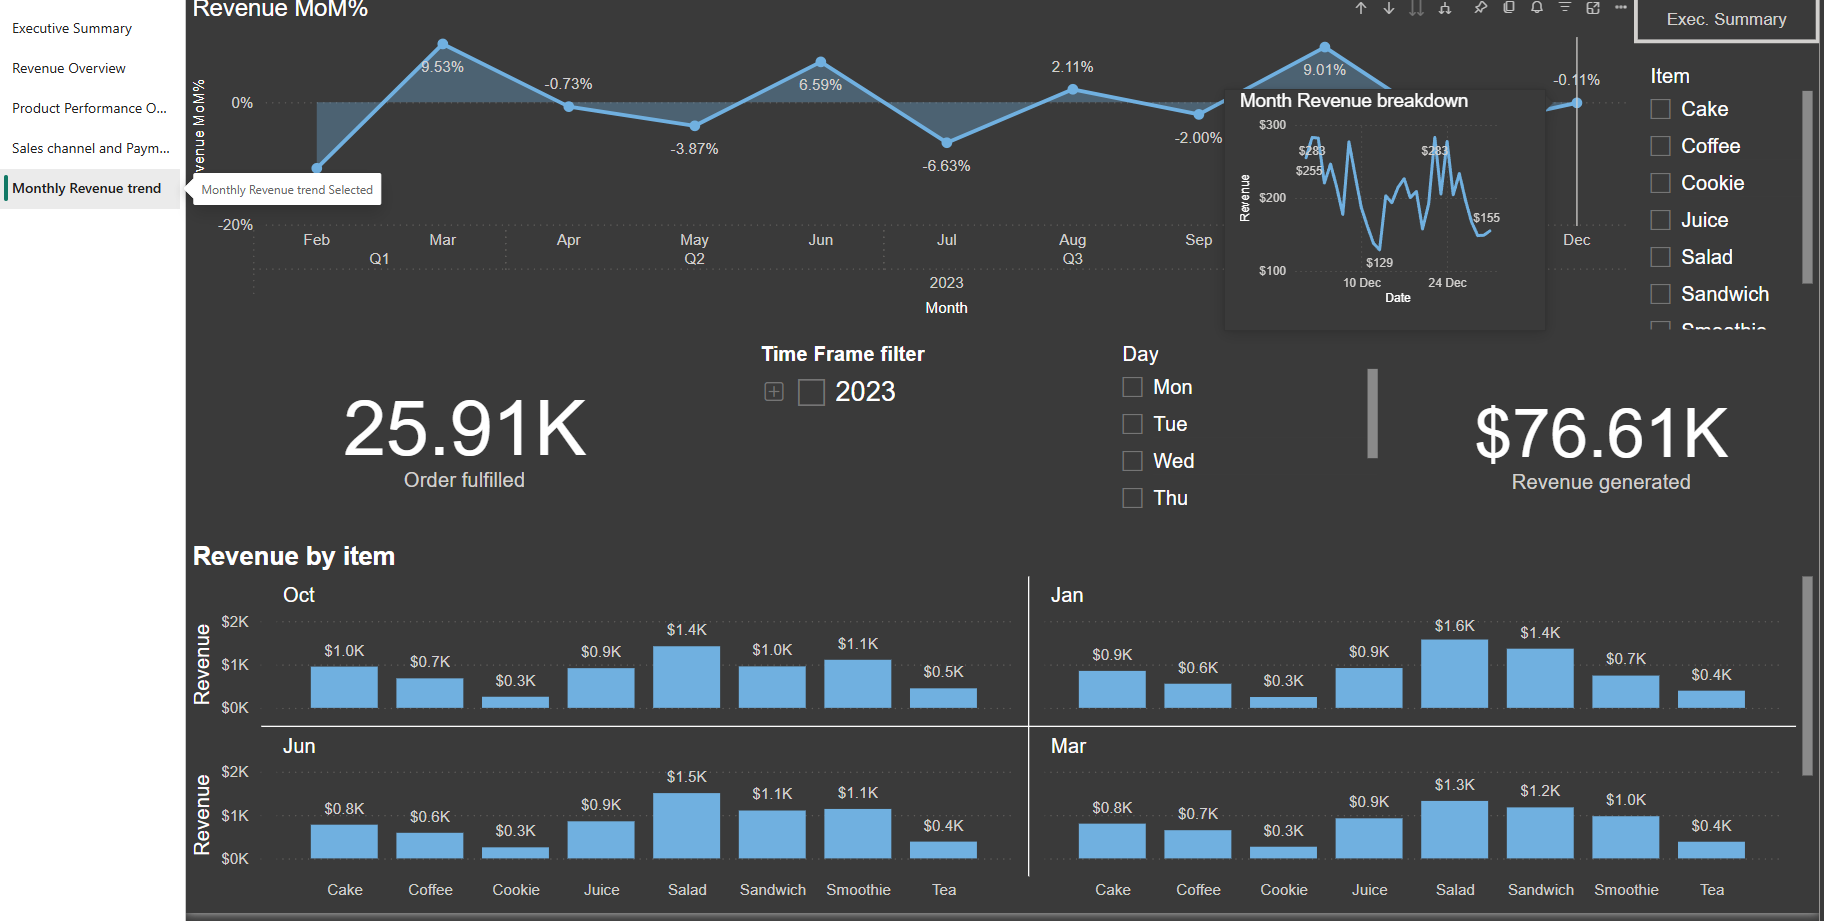 Executive Summary
Revenue Overview
Product Performance O...
Sales channel and Paym...
Monthly Revenue trend
Monthly Revenue trend Selected
Revenue MoM%
Exec. Summary
0%
-20%
9.53%
-0.73%
-3.87%
6.59%
-6.63%
2.11%
-2.00%
9.01%
-0.11%
Feb Mar Apr May Jun Jul Aug Sep Dec
Q1 Q2 Q3
2023
Month
Month Revenue breakdown
Revenue
$300
$200
$100
$283
$255
$283
$155
$129
10 Dec 24 Dec
Date
Item
Cake
Coffee
Cookie
Juice
Salad
Sandwich
25.91K
Order fulfilled
Time Frame filter
2023
Day
Mon
Tue
Wed
Thu
$76.61K
Revenue generated
Revenue by item
Oct
Revenue
$2K
$1K
$0K
$1.0K $0.7K $0.3K $0.9K $1.4K $1.0K $1.1K $0.5K
Jan
$0.9K $0.6K $0.3K $0.9K $1.6K $1.4K $0.7K $0.4K
Jun
Revenue
$2K
$1K
$0K
$0.8K $0.6K $0.3K $0.9K $1.5K $1.1K $1.1K $0.4K
Mar
$0.8K $0.7K $0.3K $0.9K $1.3K $1.2K $1.0K $0.4K
Cake Coffee Cookie Juice Salad Sandwich Smoothie Tea
Cake Coffee Cookie Juice Salad Sandwich Smoothie Tea